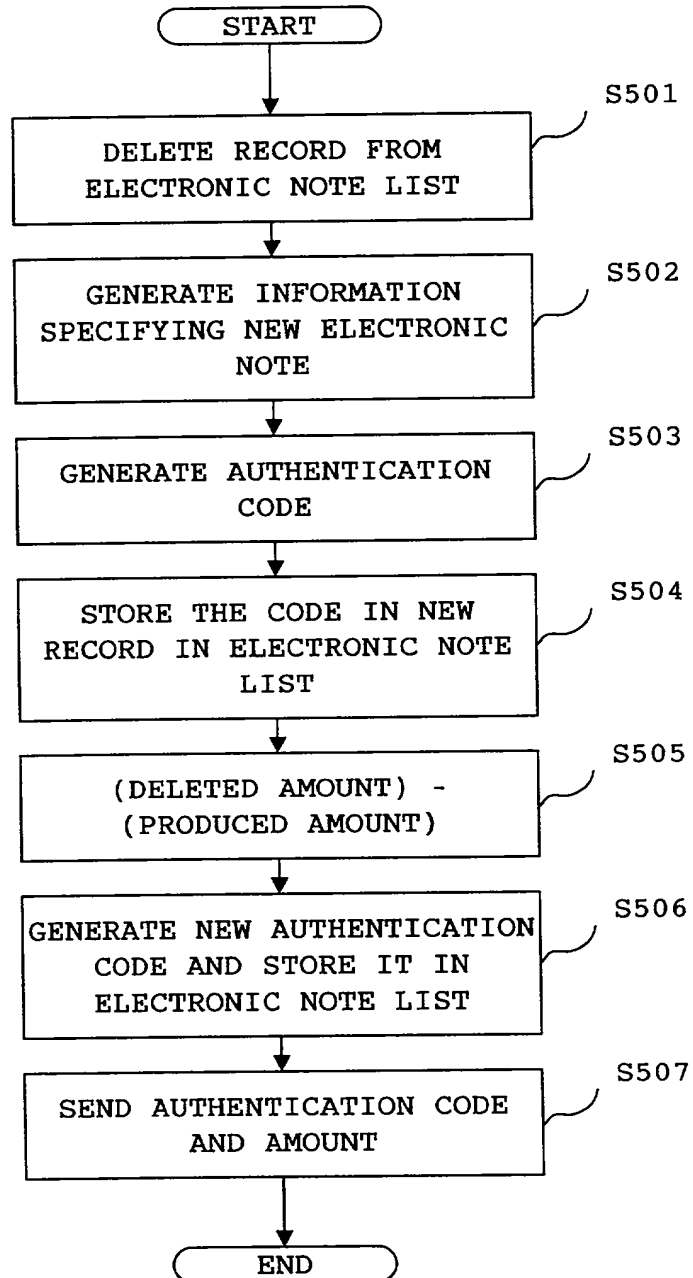 START
S501
DELETE RECORD FROM
ELECTRONIC NOTE LIST
S502
GENERATE INFORMATION
SPECIFYING NEW ELECTRONIC
NOTE
S503
GENERATE AUTHENTICATION
CODE
S504
STORE THE CODE IN NEW
RECORD IN ELECTRONIC NOTE
LIST
S505
(DELETED AMOUNT) -
(PRODUCED AMOUNT)
S506
GENERATE NEW AUTHENTICATION
CODE AND STORE IT IN
ELECTRONIC NOTE LIST
S507
SEND AUTHENTICATION CODE
AND AMOUNT
END